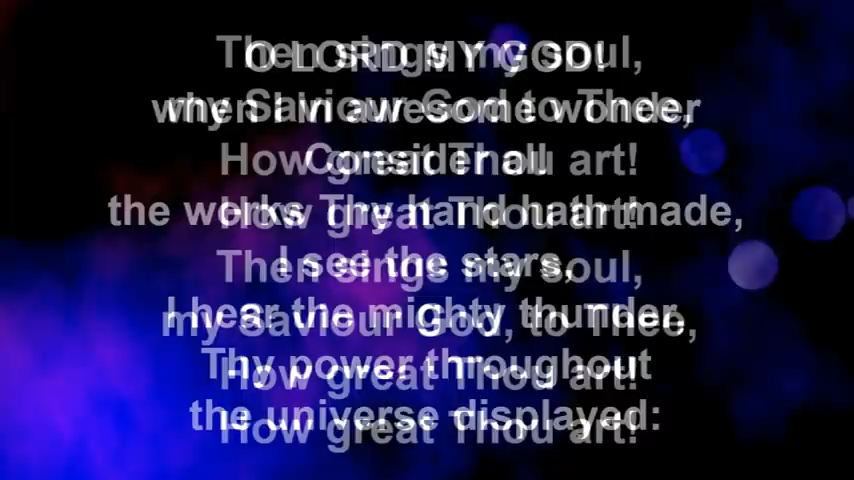 O LORD MY GOD!
when I in awesome wonder
Consider all
the works Thy hand hath made,
I see the stars,
I hear the mighty thunder,
Thy power throughout
the universe displayed:
Then sings my soul,
my Saviour God to Thee,
How great Thou art!
How great Thou art!
Then sings my soul,
my Saviour God, to Thee,
How great Thou art!
How great Thou art!